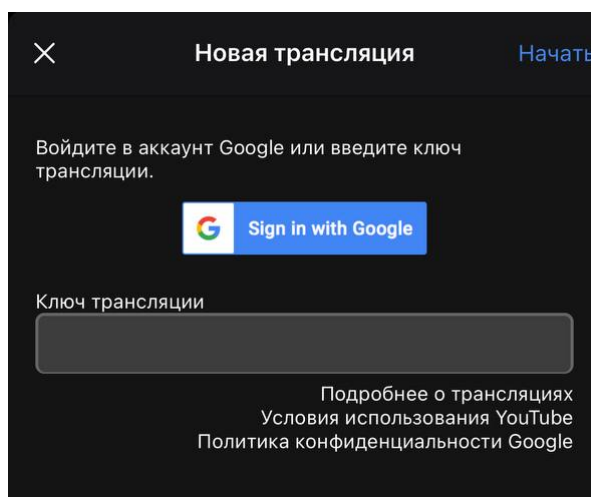 Новая трансляция
Начать
Войдите в аккаунт Google или введите ключ
трансляции.
Sign in with Google
Ключ трансляции
Подробнее о трансляциях
Условия использования YouTube
Политика конфиденциальности Google